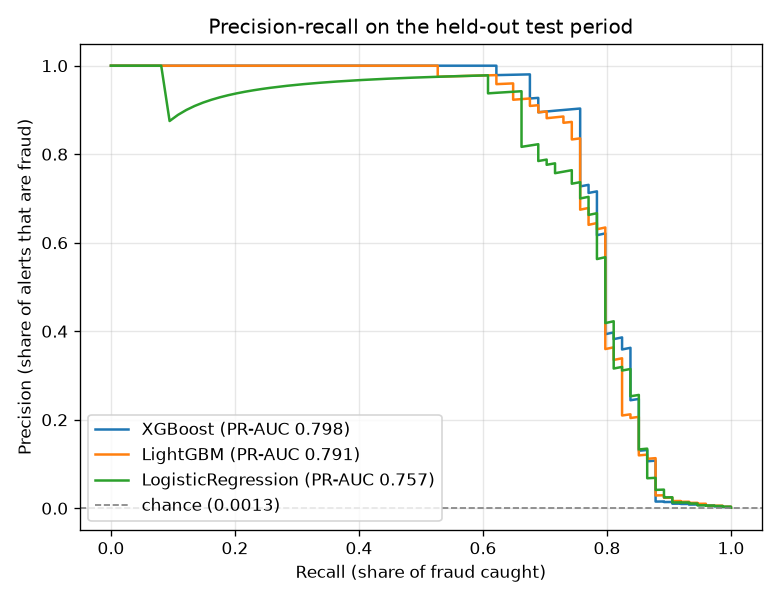 Precision-recall on the held-out test period
Precision (share of alerts that are fraud)
1.0
0.8
0.6
0.4
0.2
0.0
XGBoost (PR-AUC 0.798)
LightGBM (PR-AUC 0.791)
LogisticRegression (PR-AUC 0.757)
chance (0.0013)
0.0 0.2 0.4 0.6 0.8 1.0
Recall (share of fraud caught)